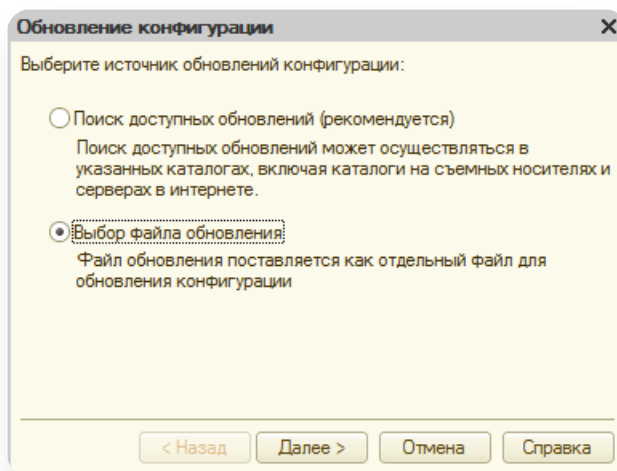 Обновление конфигурации
Выберите источник обновлений конфигурации:
Поиск доступных обновлений (рекомендуется)
Поиск доступных обновлений может осуществляться в
указанных каталогах, включая каталоги на съемных носителях и
серверах в интернете.
Выбор файла обновления
Файл обновления поставляется как отдельный файл для
обновления конфигурации
< Назад Далее > Отмена Справка